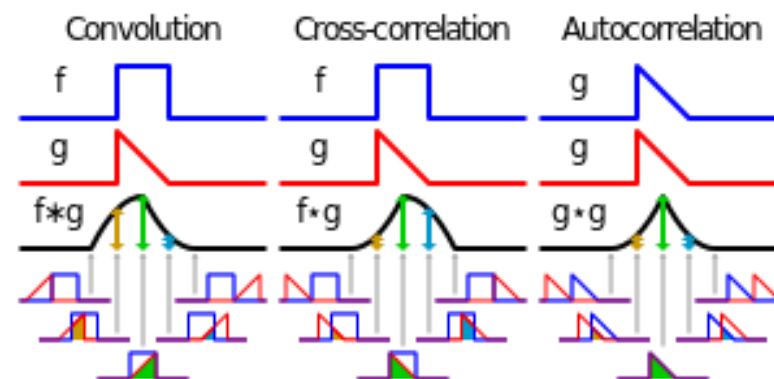 Convolution Cross-correlation Autocorrelation
f f g
g g g
f∗g f⋆g g⋆g